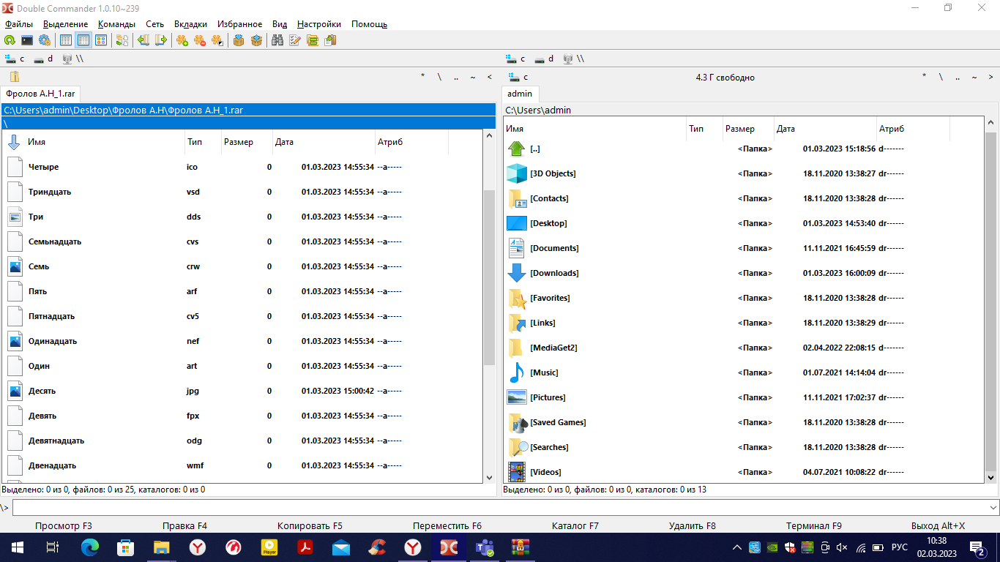 Double Commander 1.0.10~239
Файлы Выделение Команды Сеть Вкладки Избранное Вид Настройки Помощь
c d \\
c d \\
* \ .. ~ <
c 4.3 Г свободно * \ .. ~ >
Фролов А.Н_1.rar
admin
C:\Users\admin\Desktop\Фролов А.Н\Фролов А.Н_1.rar
\
Имя Тип Размер Дата Атриб
Четыре ico 0 01.03.2023 14:55:34 --a-----
Триндцать vsd 0 01.03.2023 14:55:34 --a-----
Три dds 0 01.03.2023 14:55:34 --a-----
Семьнадцать cvs 0 01.03.2023 14:55:34 --a-----
Семь crw 0 01.03.2023 14:55:34 --a-----
Пять arf 0 01.03.2023 14:55:34 --a-----
Пятнадцать cv5 0 01.03.2023 14:55:34 --a-----
Одинадцать nef 0 01.03.2023 14:55:34 --a-----
Один art 0 01.03.2023 14:55:34 --a-----
Десять jpg 0 01.03.2023 15:00:42 --a-----
Девять fpx 0 01.03.2023 14:55:34 --a-----
Девятнадцать odg 0 01.03.2023 14:55:34 --a-----
Двенадцать wmf 0 01.03.2023 14:55:34 --a-----
Выделено: 0 из 0, файлов: 0 из 25, каталогов: 0 из 0
C:\Users\admin
Имя Тип Размер Дата Атриб
[..] <Папка> 01.03.2023 15:18:56 d-------
[3D Objects] <Папка> 18.11.2020 13:38:27 dr------
[Contacts] <Папка> 18.11.2020 13:38:28 dr------
[Desktop] <Папка> 01.03.2023 14:53:40 dr------
[Documents] <Папка> 11.11.2021 16:45:59 dr------
[Downloads] <Папка> 01.03.2023 16:00:09 dr------
[Favorites] <Папка> 18.11.2020 13:38:28 dr------
[Links] <Папка> 18.11.2020 13:38:29 dr------
[MediaGet2] <Папка> 02.04.2022 22:08:15 d-------
[Music] <Папка> 01.07.2021 14:14:04 dr------
[Pictures] <Папка> 11.11.2021 17:02:37 dr------
[Saved Games] <Папка> 18.11.2020 13:38:28 dr------
[Searches] <Папка> 18.11.2020 13:38:28 dr------
[Videos] <Папка> 04.07.2021 10:08:22 dr------
Выделено: 0 из 0, файлов: 0 из 0, каталогов: 0 из 13
\>
Просмотр F3 Правка F4 Копировать F5 Переместить F6 Каталог F7 Удалить F8 Терминал F9 Выход Alt+X
Player
РУС
10:38
02.03.2023
2